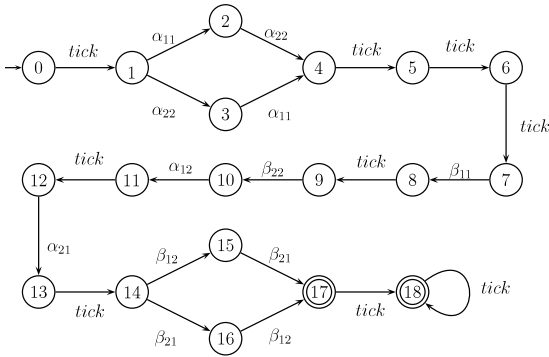 2
α₁₁ α₂₂
tick tick tick
0 1 4 5 6
α₂₂ 3 α₁₁
tick
tick α₁₂ β₂₂ tick β₁₁
12 11 10 9 8 7
α₂₁
β₁₂ 15 β₂₁
13 14 17 18 tick
tick tick
β₂₁ 16 β₁₂